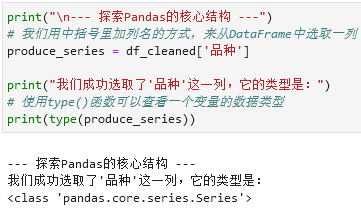 print("\n--- 探索Pandas的核心结构 ---")
# 我们用中括号里加列名的方式，来从DataFrame中选取一列
produce_series = df_cleaned['品种']
print("我们成功选取了'品种'这一列，它的类型是：")
# 使用type()函数可以查看一个变量的数据类型
print(type(produce_series))
--- 探索Pandas的核心结构 ---
我们成功选取了'品种'这一列，它的类型是：
<class 'pandas.core.series.Series'>